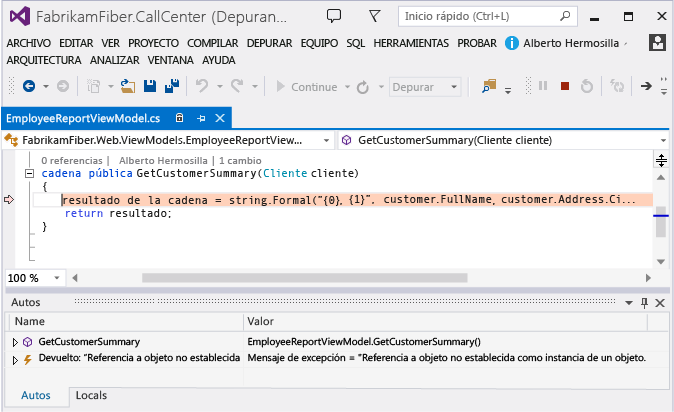 FabrikamFiber.CallCenter (Depuran...
Inicio rápido (Ctrl+L)
ARCHIVO EDITAR VER PROYECTO COMPILAR DEPURAR EQUIPO SQL HERRAMIENTAS PROBAR Alberto Hermosilla
ARQUITECTURA ANALIZAR VENTANA AYUDA
Continue Depurar
EmployeeReportViewModel.cs
FabrikamFiber.Web.ViewModels.EmployeeReportView... GetCustomerSummary(Cliente cliente)
0 referencias | Alberto Hermosilla | 1 cambio
cadena pública GetCustomerSummary(Cliente cliente)
{
resultado de la cadena = string.Formal("{0}, {1}", customer.FullName, customer.Address.Ci...
return resultado;
}
100 %
Autos
Name Valor
GetCustomerSummary EmployeeReportViewModel.GetCustomerSummary()
Devuelto: "Referencia a objeto no establecida Mensaje de excepción = "Referencia a objeto no establecida como instancia de un objeto.
Autos Locals